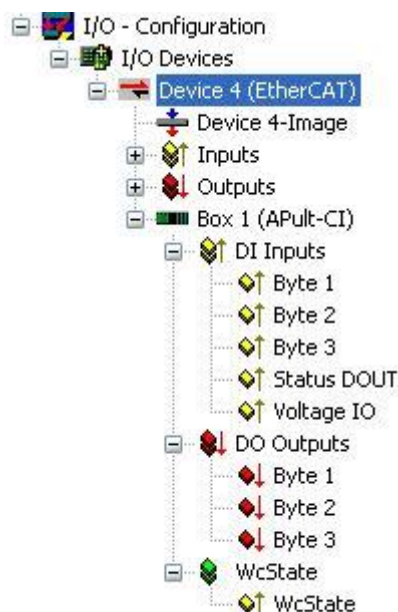 I/O - Configuration
I/O Devices
Device 4 (EtherCAT)
Device 4-Image
Inputs
Outputs
Box 1 (APult-CI)
DI Inputs
Byte 1
Byte 2
Byte 3
Status DOUT
Voltage IO
DO Outputs
Byte 1
Byte 2
Byte 3
WcState
WcState